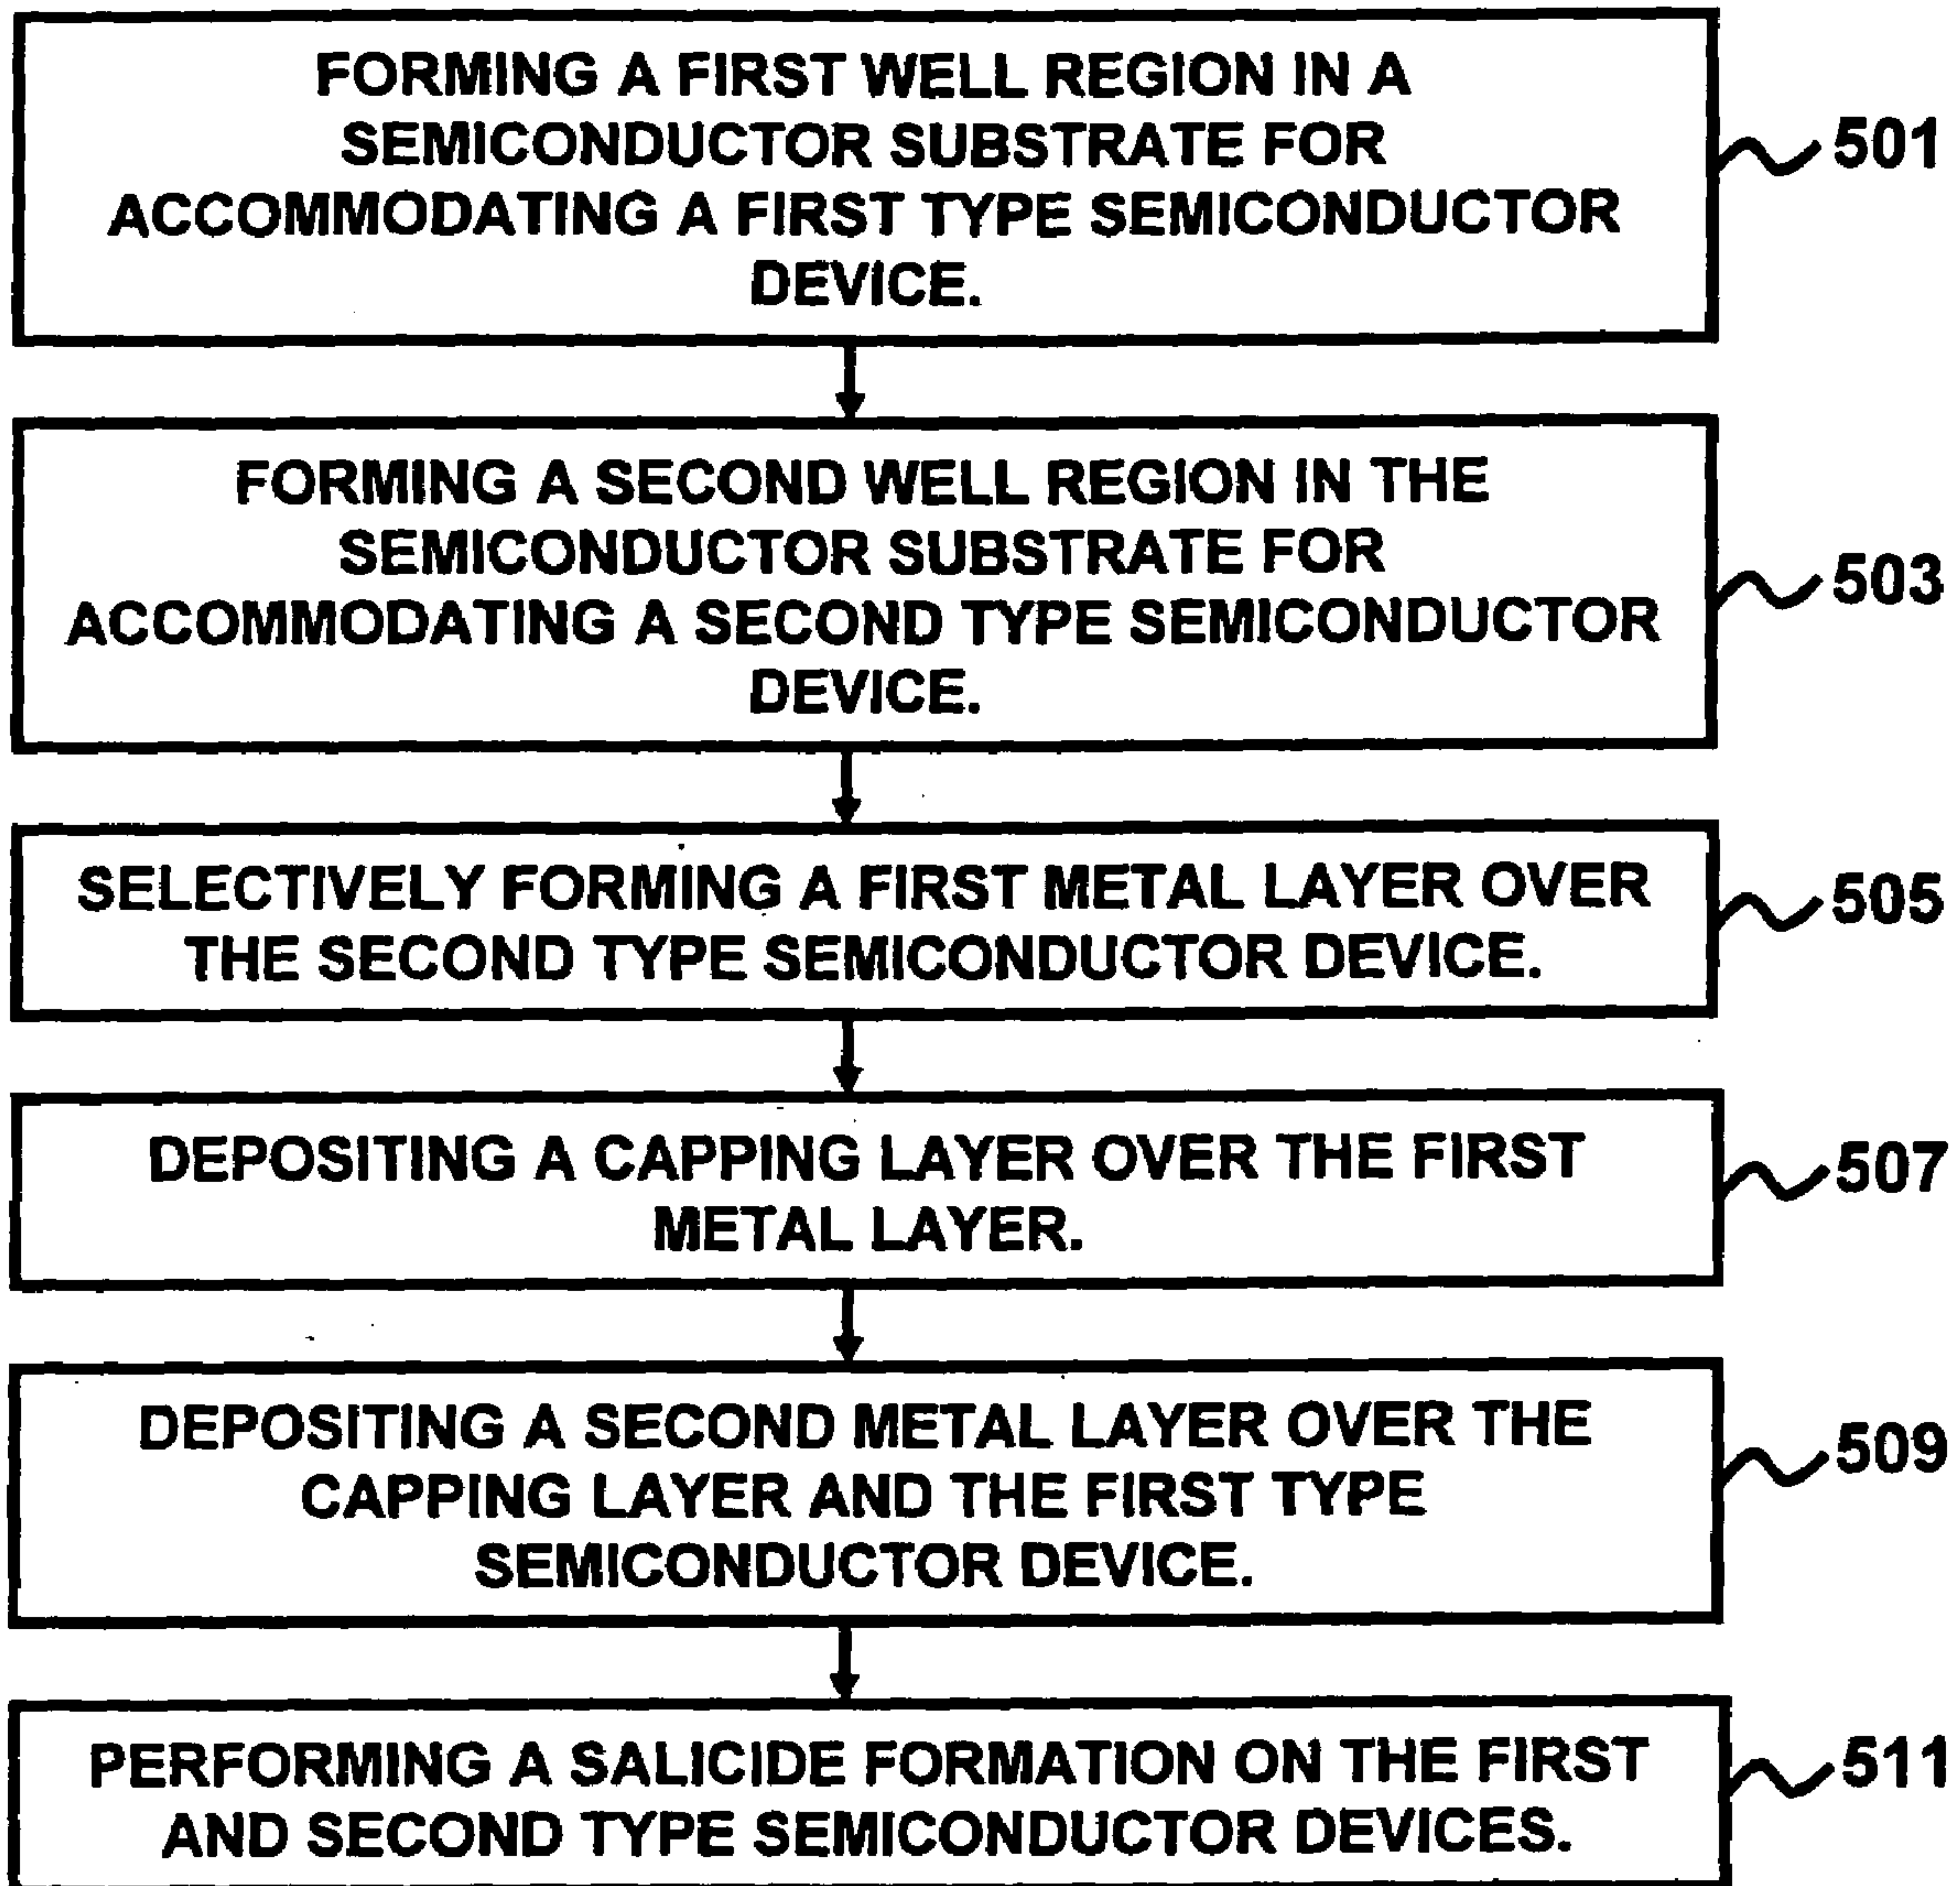 FORMING A FIRST WELL REGION IN A
SEMICONDUCTOR SUBSTRATE FOR
ACCOMMODATING A FIRST TYPE SEMICONDUCTOR
DEVICE.
501
FORMING A SECOND WELL REGION IN THE
SEMICONDUCTOR SUBSTRATE FOR
ACCOMMODATING A SECOND TYPE SEMICONDUCTOR
DEVICE.
503
SELECTIVELY FORMING A FIRST METAL LAYER OVER
THE SECOND TYPE SEMICONDUCTOR DEVICE.
505
DEPOSITING A CAPPING LAYER OVER THE FIRST
METAL LAYER.
507
DEPOSITING A SECOND METAL LAYER OVER THE
CAPPING LAYER AND THE FIRST TYPE
SEMICONDUCTOR DEVICE.
509
PERFORMING A SALICIDE FORMATION ON THE FIRST
AND SECOND TYPE SEMICONDUCTOR DEVICES.
511